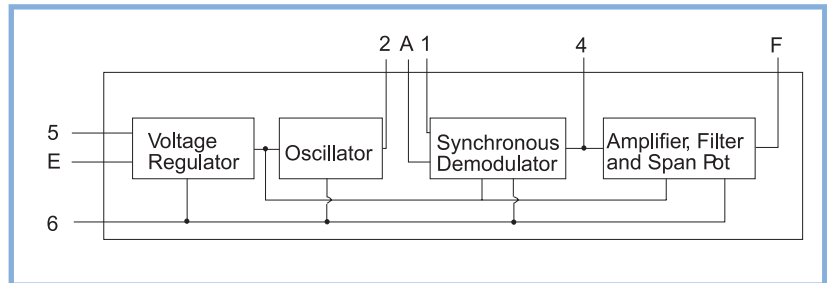 2 A 1 4 F
5
E
6
Voltage
Regulator
Oscillator
Synchronous
Demodulator
Amplifier, Filter
and Span Pot